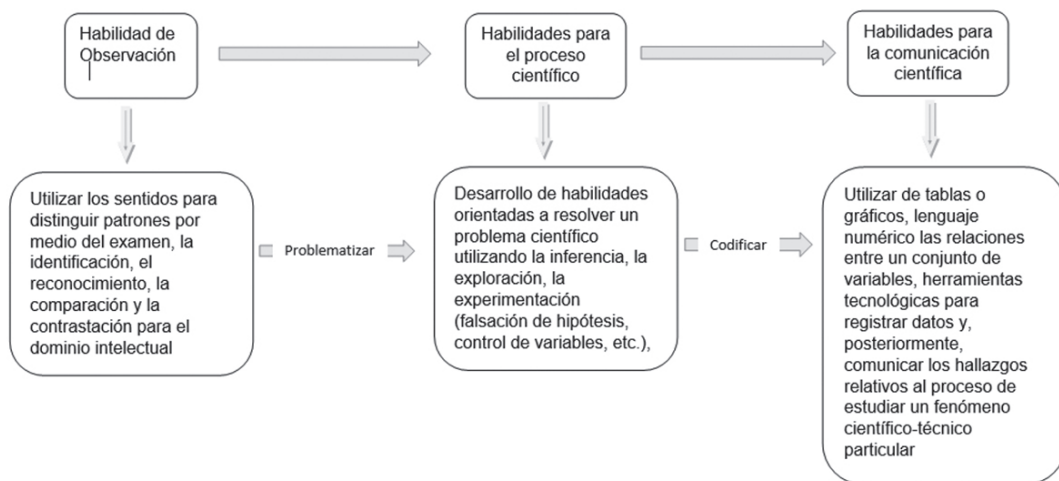 Habilidad de
Observación
Habilidades para
el proceso
científico
Habilidades para
la comunicación
científica
Utilizar los sentidos para
distinguir patrones por
medio del examen, la
identificación, el
reconocimiento, la
comparación y la
contrastación para el
dominio intelectual
Problematizar
Desarrollo de habilidades
orientadas a resolver un
problema científico
utilizando la inferencia, la
exploración, la
experimentación
(falsación de hipótesis,
control de variables, etc.),
Codificar
Utilizar de tablas o
gráficos, lenguaje
numérico las relaciones
entre un conjunto de
variables, herramientas
tecnológicas para
registrar datos y,
posteriormente,
comunicar los hallazgos
relativos al proceso de
estudiar un fenómeno
científico-técnico
particular